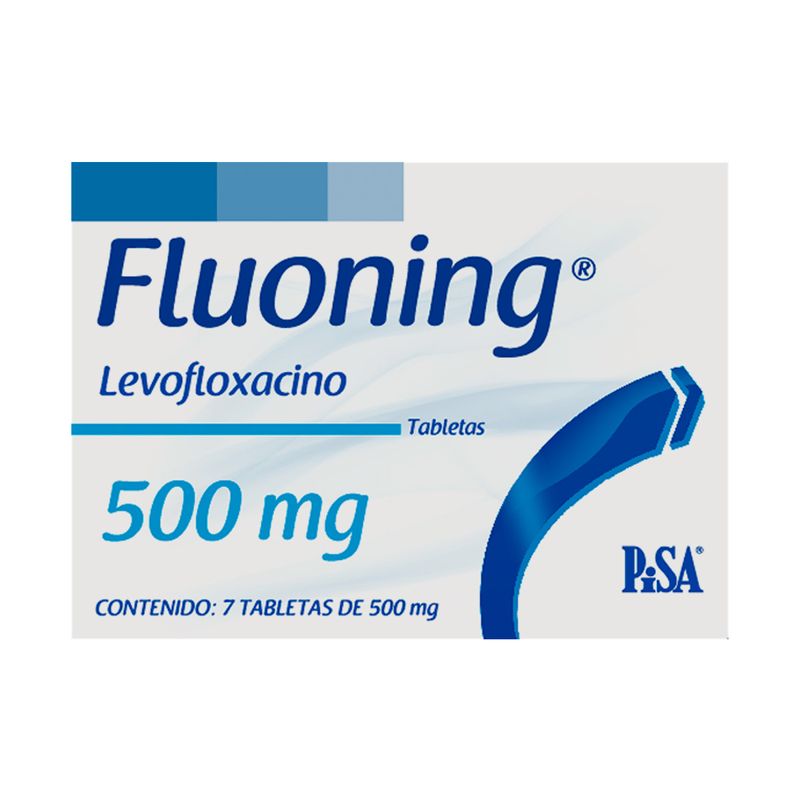 Fluoning®
Levofloxacino
Tabletas
500 mg
PiSA®
CONTENIDO: 7 TABLETAS DE 500 mg